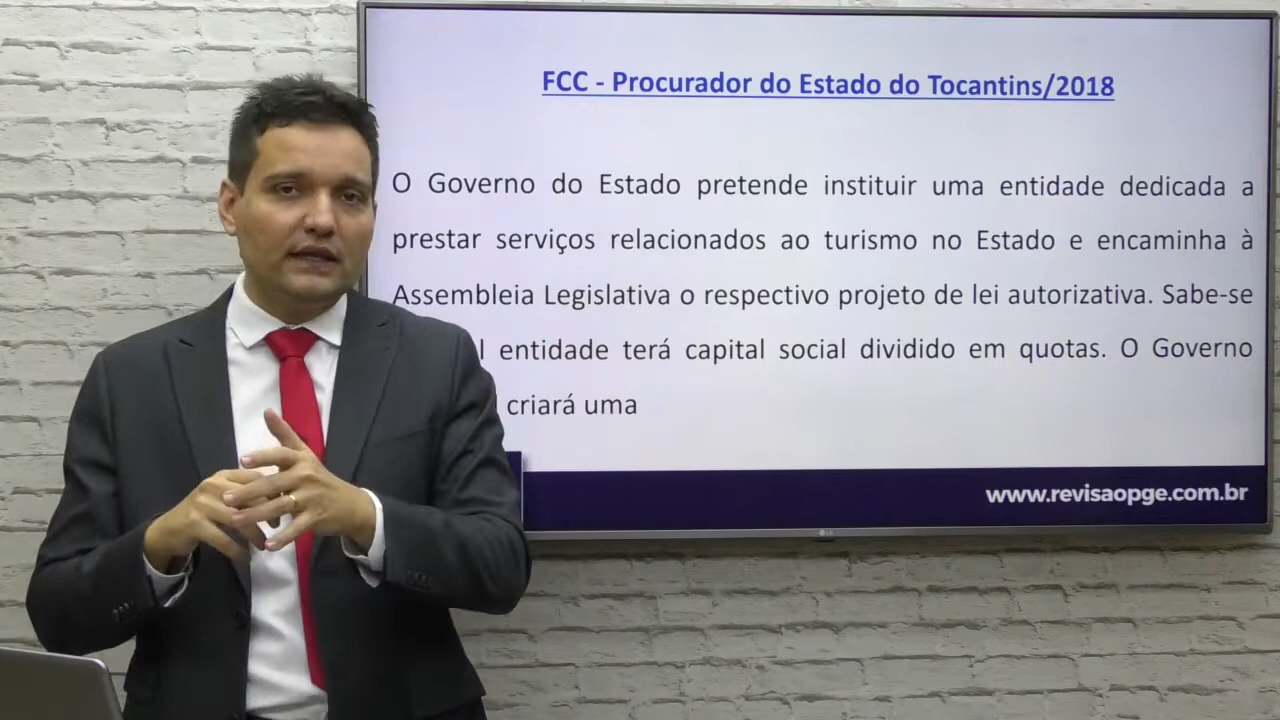 FCC - Procurador do Estado do Tocantins/2018
O Governo do Estado pretende instituir uma entidade dedicada a
prestar serviços relacionados ao turismo no Estado e encaminha à
Assembleia Legislativa o respectivo projeto de lei autorizativa. Sabe-se
entidade terá capital social dividido em quotas. O Governo
criará uma
www.revisaopge.com.br
LG